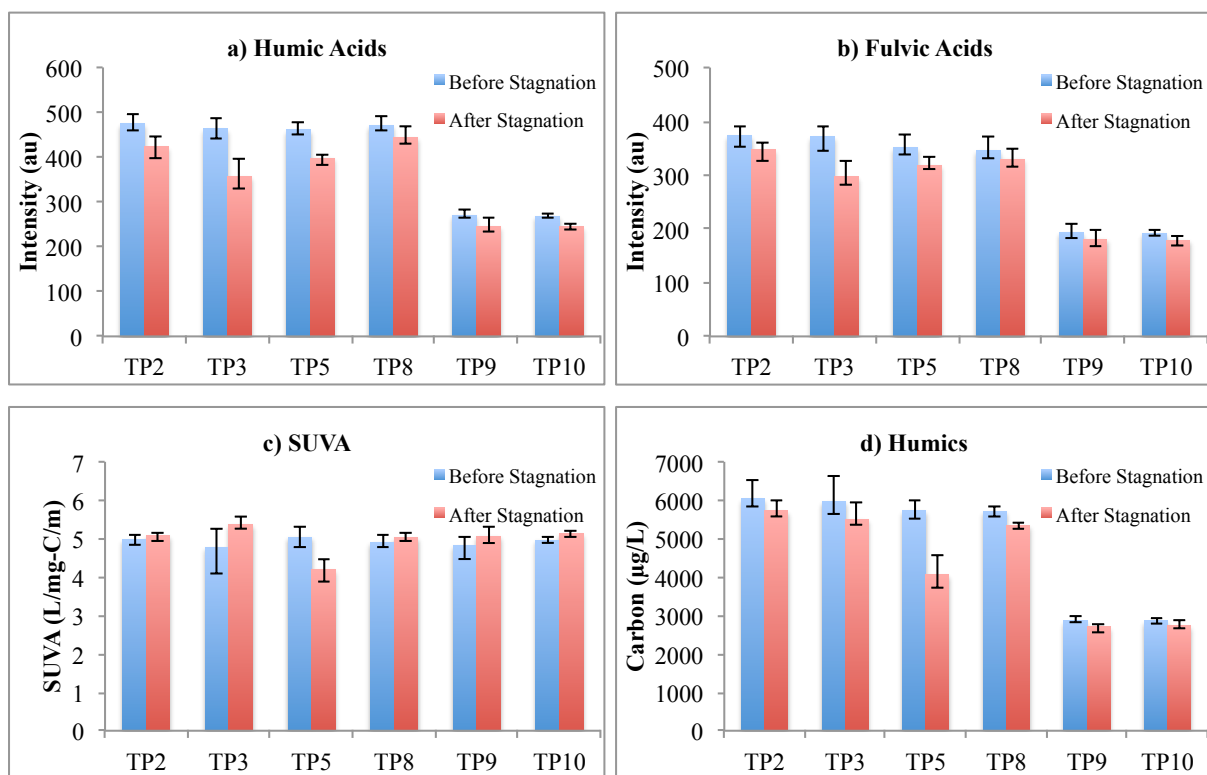 a) Humic Acids
Before Stagnation
After Stagnation
Intensity (au)
600
500
400
300
200
100
0
TP2 TP3 TP5 TP8 TP9 TP10
b) Fulvic Acids
Before Stagnation
After Stagnation
Intensity (au)
500
400
300
200
100
0
TP2 TP3 TP5 TP8 TP9 TP10
c) SUVA
Before Stagnation
After Stagnation
SUVA (L/mg-C/m)
7
6
5
4
3
2
1
0
TP2 TP3 TP5 TP8 TP9 TP10
d) Humics
Before Stagnation
After Stagnation
Carbon (µg/L)
7000
6000
5000
4000
3000
2000
1000
0
TP2 TP3 TP5 TP8 TP9 TP10